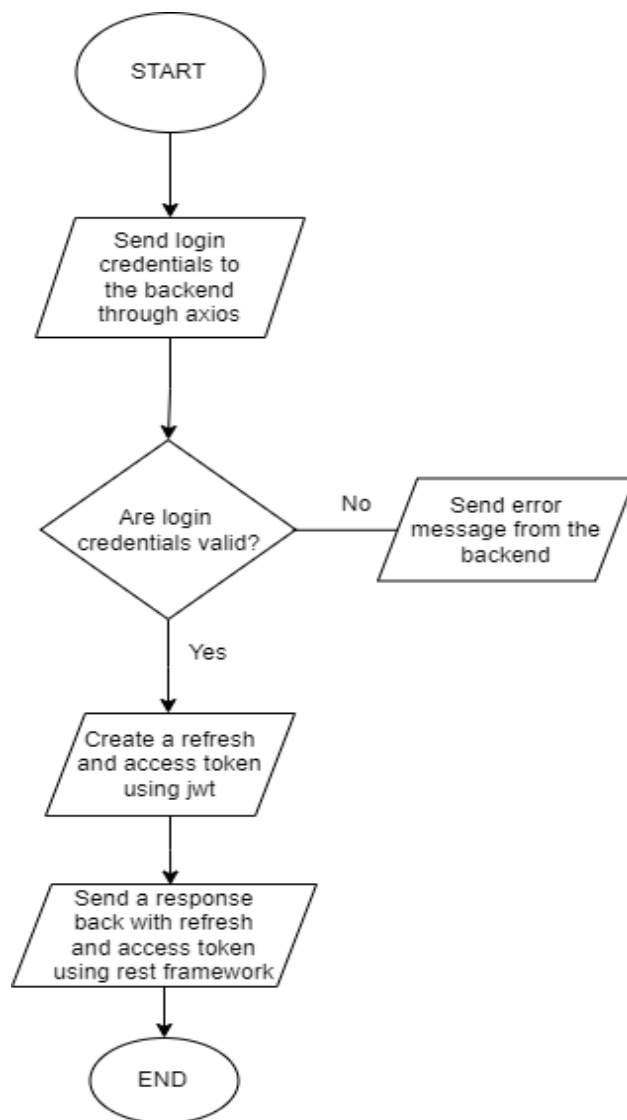 START
Send login
credentials to
the backend
through axios
Are login
credentials valid?
No
Send error
message from the
backend
Yes
Create a refresh
and access token
using jwt
Send a response
back with refresh
and access token
using rest framework
END